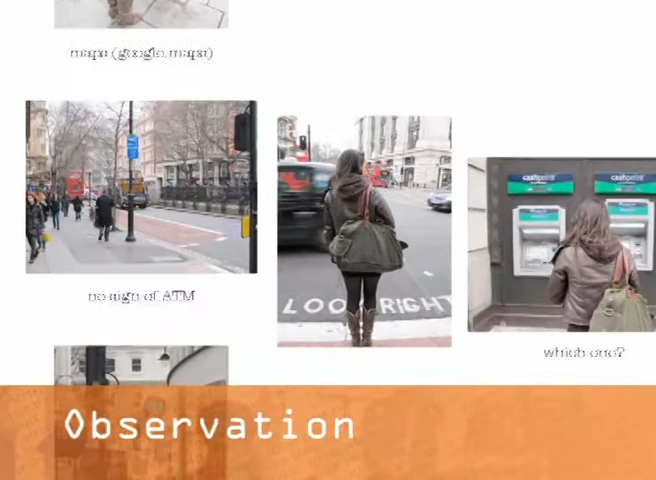 maps (google maps)
cashpoint
cashpoint
no sign of ATM
LOOK RIGHT
which one?
Observation